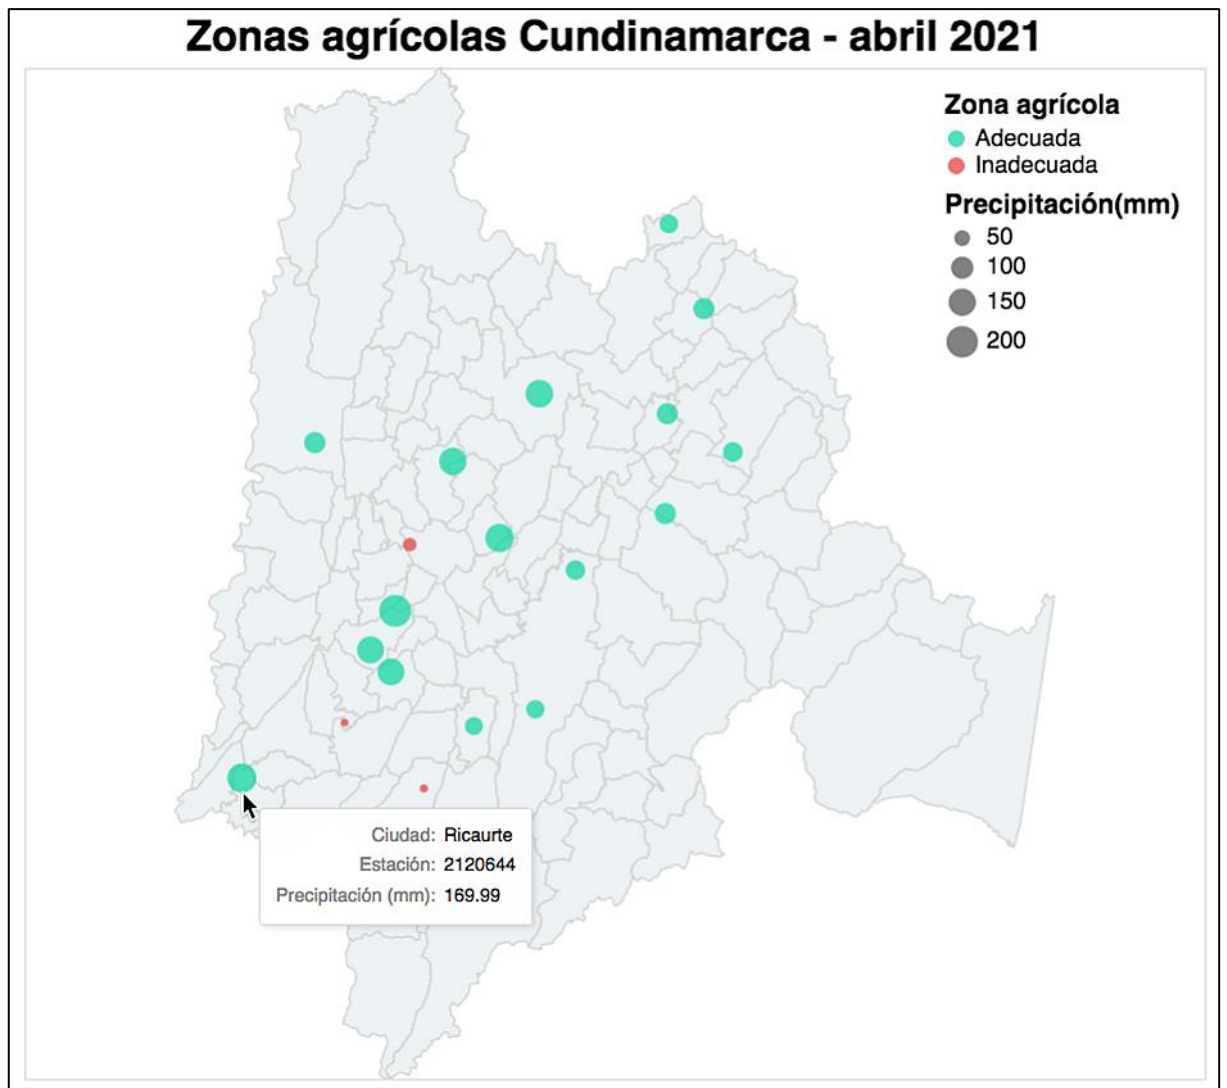 Zonas agrícolas Cundinamarca - abril 2021
Zona agrícola
Adecuada
Inadecuada
Precipitación(mm)
50
100
150
200
Ciudad: Ricaurte
Estación: 2120644
Precipitación (mm): 169.99